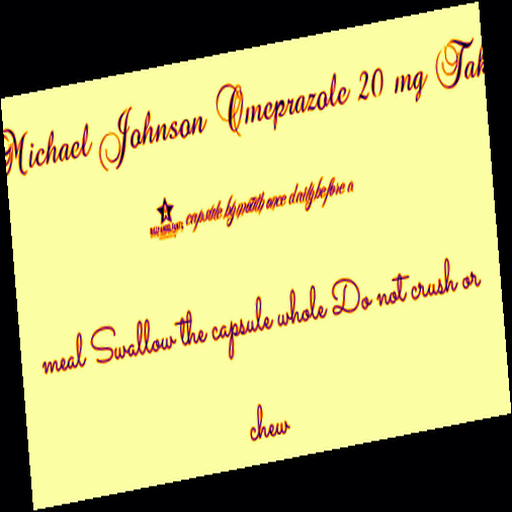 Michael Johnson Omeprazole 20 mg Tak
capsule by mouth once daily before a
meal Swallow the capsule whole Do not crush or
chew